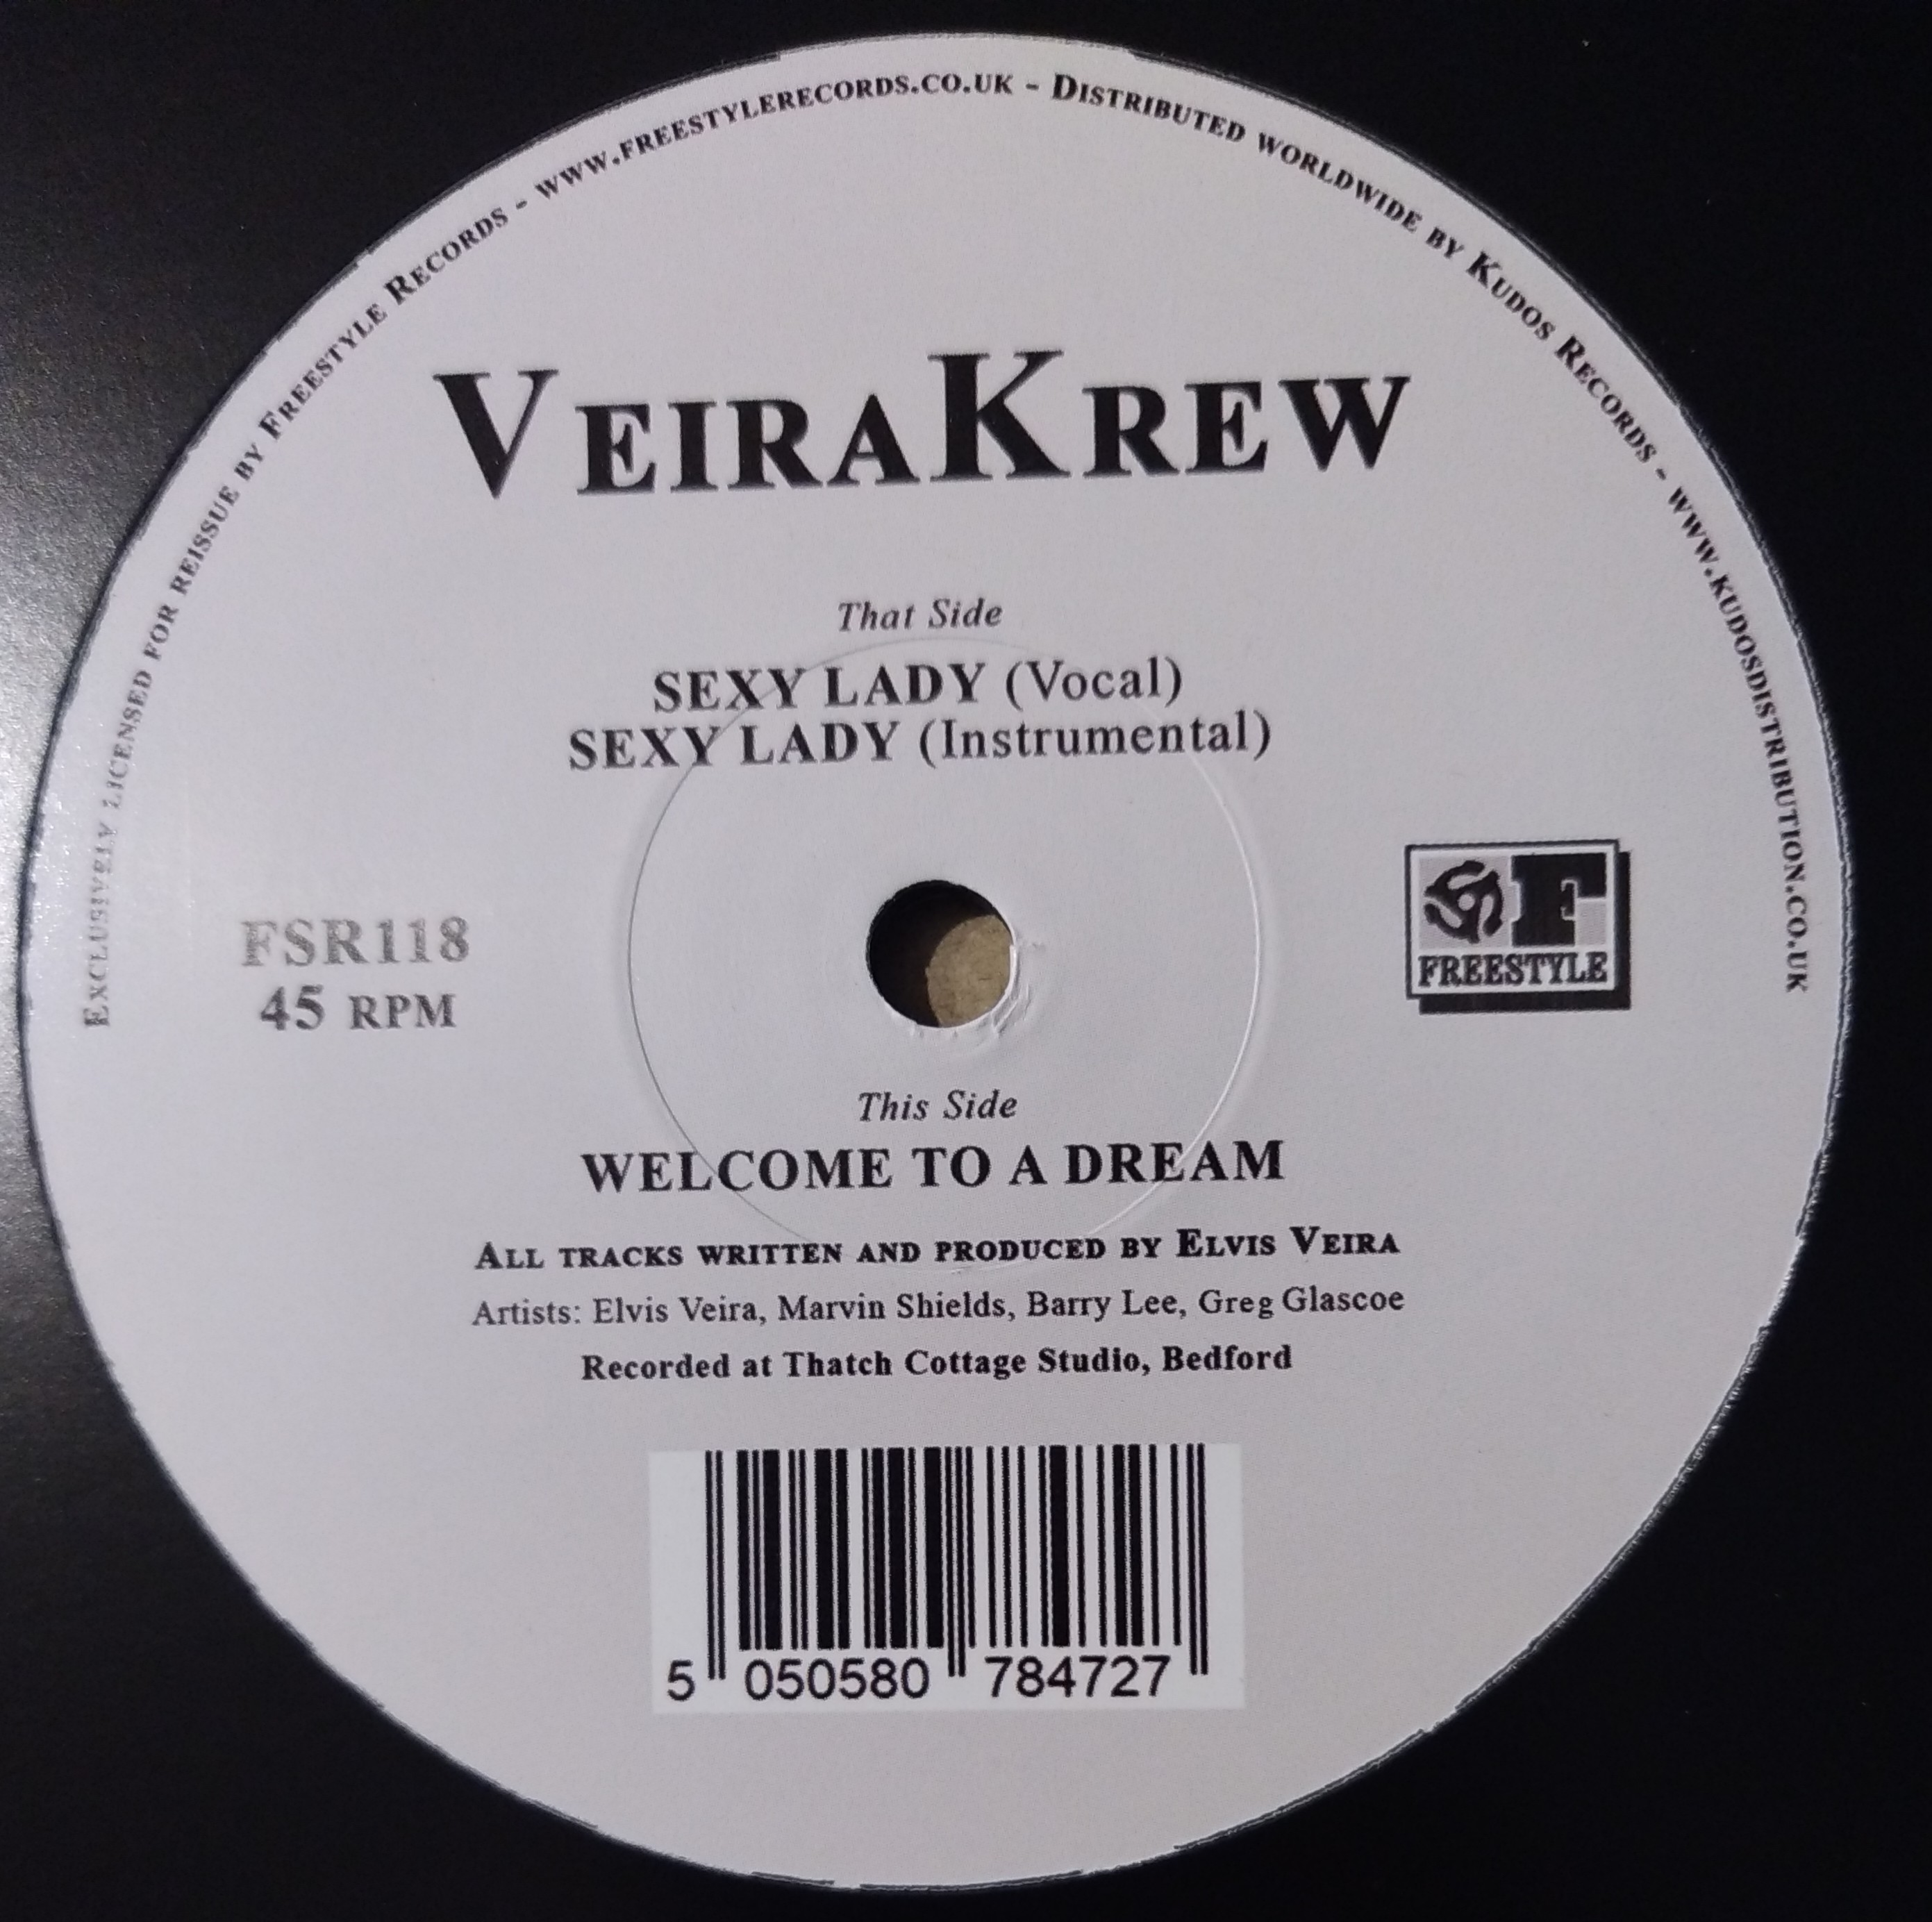 Exclusively licensed for reissue by Freestyle Records - www.freestylerecords.co.uk - Distributed worldwide by Kudos Records - www.kudosdistribution.co.uk
VEIRAKREW
That Side
SEXY LADY (Vocal)
SEXY LADY (Instrumental)
FSR118
45 RPM
F
FREESTYLE
This Side
WELCOME TO A DREAM
All tracks written and produced by Elvis Veira
Artists: Elvis Veira, Marvin Shields, Barry Lee, Greg Glascoe
Recorded at Thatch Cottage Studio, Bedford
5 050580 784727